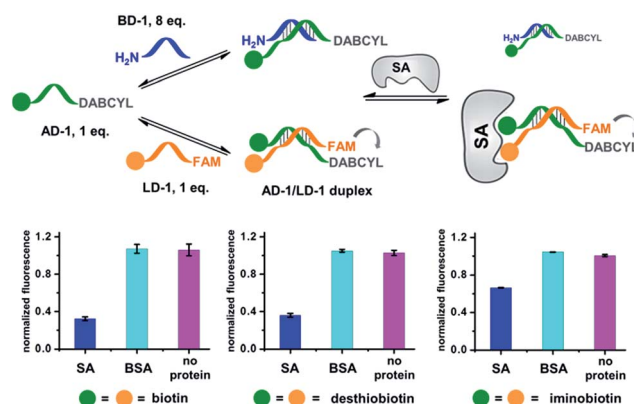 BD-1, 8 eq.
H₂N
H₂N
DABCYL
H₂N
DABCYL
SA
DABCYL
AD-1, 1 eq.
FAM
LD-1, 1 eq.
FAM
DABCYL
AD-1/LD-1 duplex
SA
FAM
DABCYL
normalized fluorescence
1.2
0.8
0.4
0.0
SA BSA no protein
= = biotin
normalized fluorescence
1.2
0.8
0.4
0.0
SA BSA no protein
= = desthiobiotin
normalized fluorescence
1.2
0.8
0.4
0.0
SA BSA no protein
= = iminobiotin